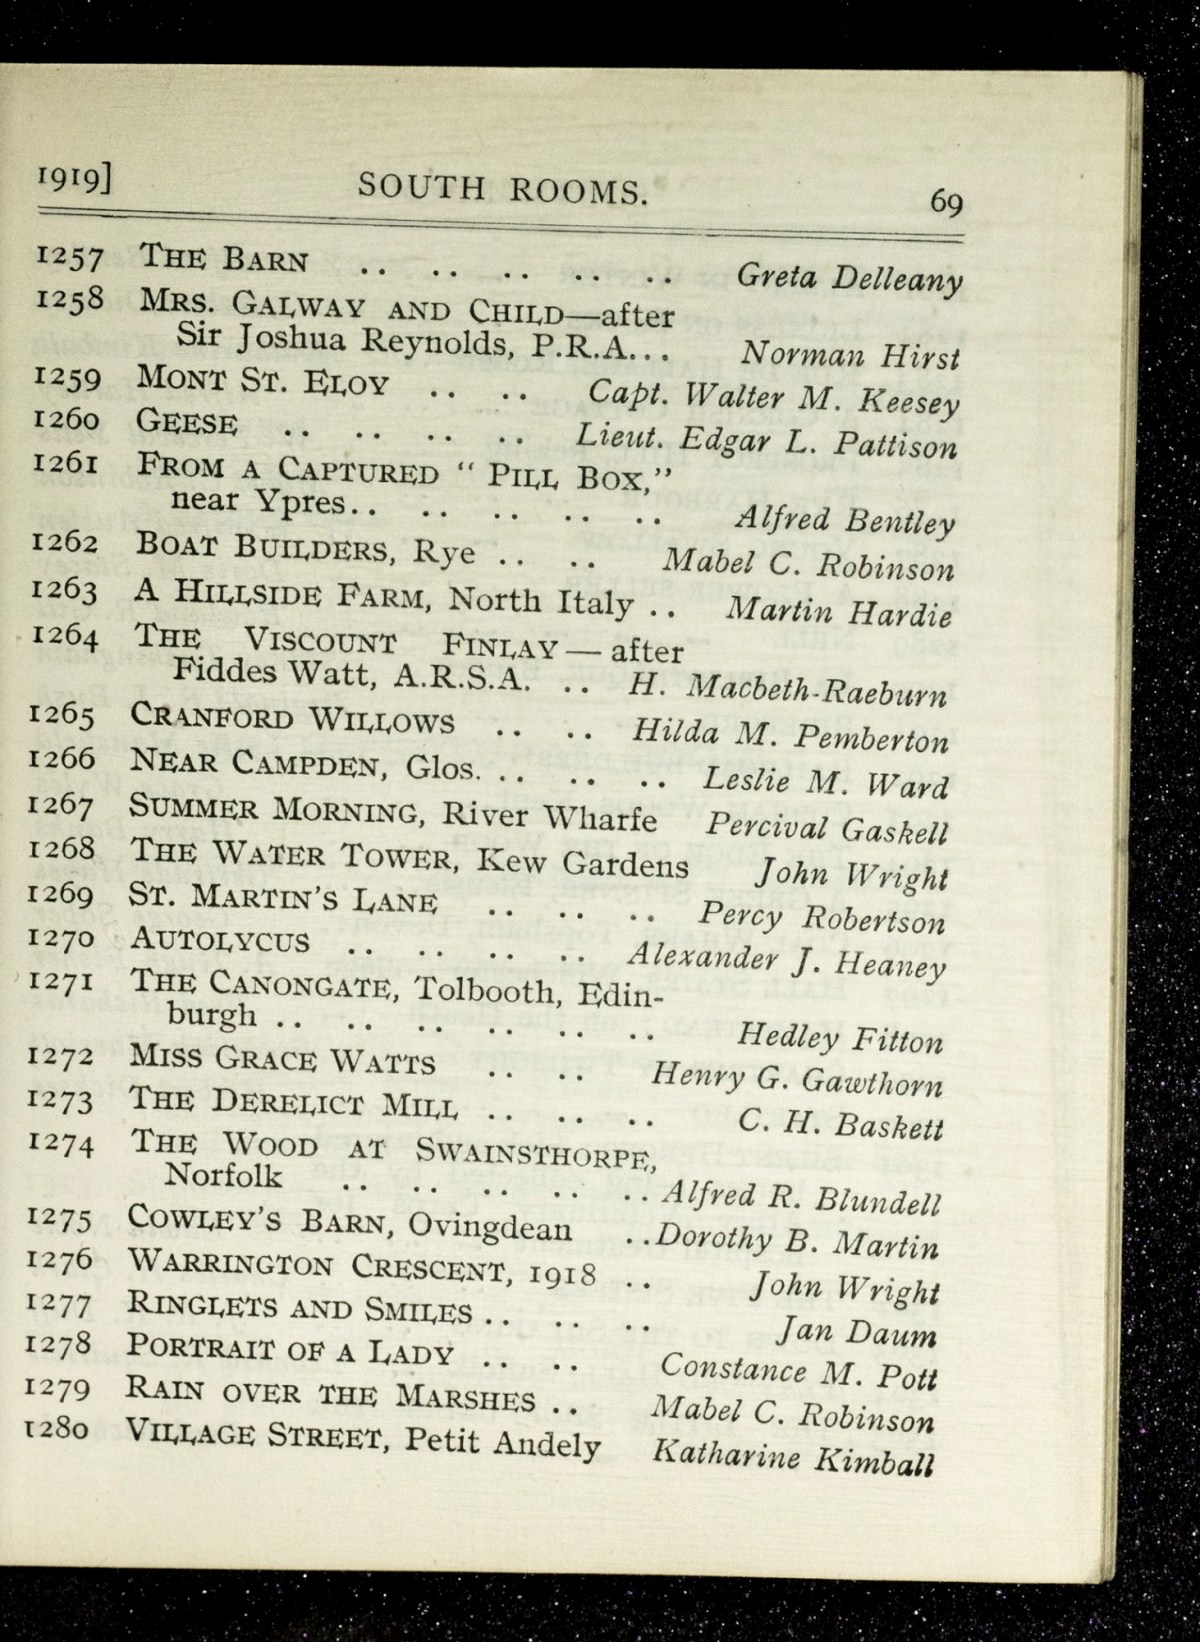 1919] SOUTH ROOMS. 69
1257 THE BARN .. .. .. .. .. Greta Delleany
1258 MRS. GALWAY AND CHILD—after
Sir Joshua Reynolds, P.R.A... Norman Hirst
1259 MONT ST. ELOY .. .. Capt. Walter M. Keesey
1260 GEESE .. .. .. .. Lieut. Edgar L. Pattison
1261 FROM A CAPTURED “ PILL BOX,”
near Ypres.. .. .. .. .. Alfred Bentley
1262 BOAT BUILDERS, Rye .. .. Mabel C. Robinson
1263 A HILLSIDE FARM, North Italy .. Martin Hardie
1264 THE VISCOUNT FINLAY — after
Fiddes Watt, A.R.S.A. .. H. Macbeth-Raeburn
1265 CRANFORD WILLOWS .. .. Hilda M. Pemberton
1266 NEAR CAMPDEN, Glos. .. .. .. Leslie M. Ward
1267 SUMMER MORNING, River Wharfe Percival Gaskell
1268 THE WATER TOWER, Kew Gardens John Wright
1269 ST. MARTIN'S LANE .. .. .. Percy Robertson
1270 AUTOLYCUS .. .. .. .. Alexander J. Heaney
1271 THE CANONGATE, Tolbooth, Edin-
burgh .. .. .. .. .. .. Hedley Fitton
1272 MISS GRACE WATTS .. .. Henry G. Gawthorn
1273 THE DERELICT MILL .. .. .. C. H. Baskett
1274 THE WOOD AT SWAINSTHORPE,
Norfolk .. .. .. .. .. Alfred R. Blundell
1275 COWLEY'S BARN, Ovingdean .. Dorothy B. Martin
1276 WARRINGTON CRESCENT, 1918 .. John Wright
1277 RINGLETS AND SMILES .. .. .. Jan Daum
1278 PORTRAIT OF A LADY .. .. Constance M. Pott
1279 RAIN OVER THE MARSHES .. Mabel C. Robinson
1280 VILLAGE STREET, Petit Andely Katharine Kimball